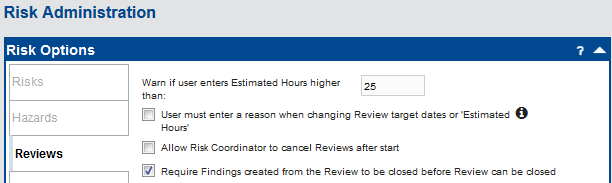 Risk Administration
Risk Options
?
Risks
Hazards
Reviews
Warn if user enters Estimated Hours higher
than:
25
User must enter a reason when changing Review target dates or 'Estimated
Hours'
Allow Risk Coordinator to cancel Reviews after start
Require Findings created from the Review to be closed before Review can be closed